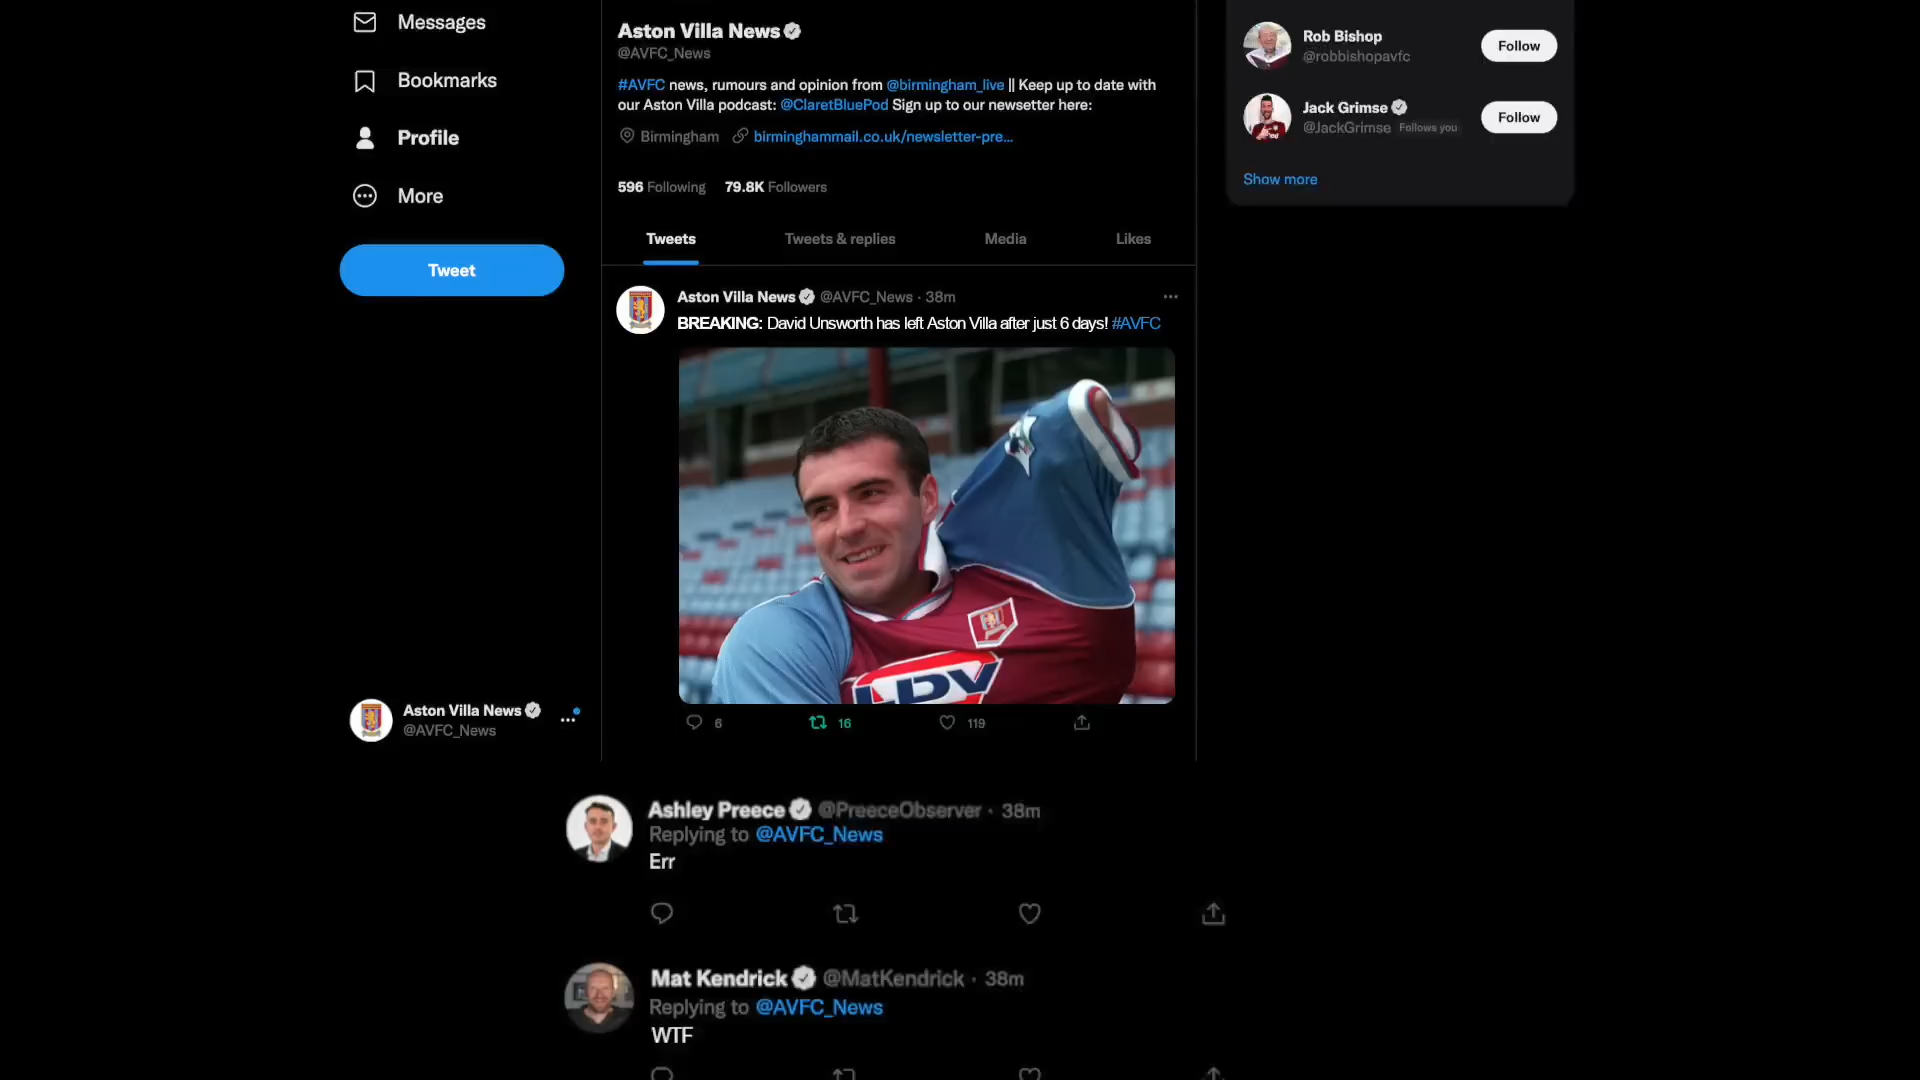 Messages
Bookmarks
Profile
More
Tweet
Aston Villa News
@AVFC_News
Aston Villa News
@AVFC_News
#AVFC news, rumours and opinion from @birmingham_live || Keep up to date with
our Aston Villa podcast: @ClaretBluePod Sign up to our newsetter here:
Birmingham birminghammail.co.uk/newsletter-pre...
596 Following 79.8K Followers
Tweets Tweets & replies Media Likes
Aston Villa News @AVFC_News · 38m
BREAKING: David Unsworth has left Aston Villa after just 6 days! #AVFC
LDV
6 16 119
Ashley Preece @PreeceObserver · 38m
Replying to @AVFC_News
Err
Mat Kendrick @MatKendrick · 38m
Replying to @AVFC_News
WTF
Rob Bishop
@robbishopavfc
Follow
Jack Grimse
@JackGrimse Follows you
Follow
Show more